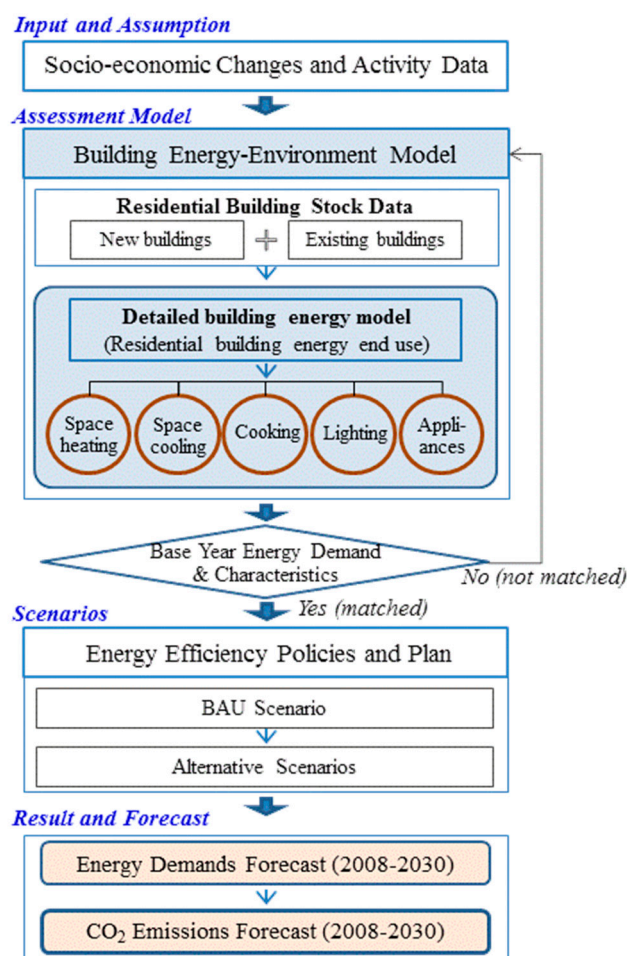 Input and Assumption
Socio-economic Changes and Activity Data
Assessment Model
Building Energy-Environment Model
Residential Building Stock Data
New buildings + Existing buildings
Detailed building energy model
(Residential building energy end use)
Space heating
Space cooling
Cooking
Lighting
Appli-
ances
Base Year Energy Demand
& Characteristics
No (not matched)
Yes (matched)
Scenarios
Energy Efficiency Policies and Plan
BAU Scenario
Alternative Scenarios
Result and Forecast
Energy Demands Forecast (2008-2030)
CO₂ Emissions Forecast (2008-2030)